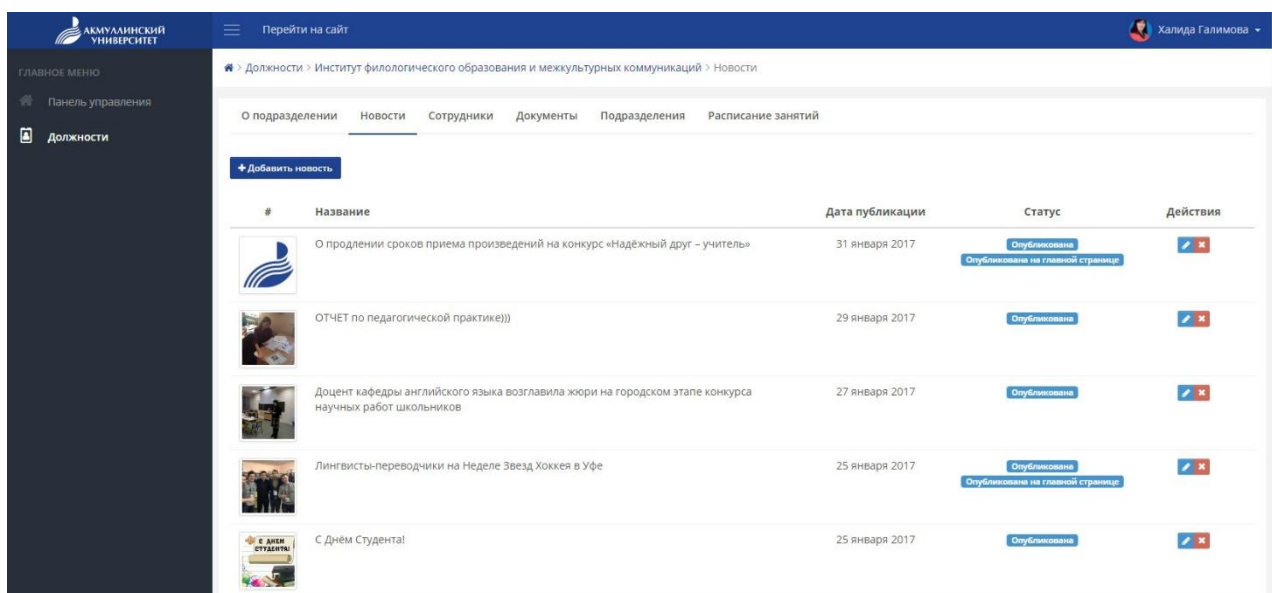 АКМУЛЛИНСКИЙ
УНИВЕРСИТЕТ
Перейти на сайт
Халида Галимова
ГЛАВНОЕ МЕНЮ
Панель управления
Должности
> Должности > Институт филологического образования и межкультурных коммуникаций > Новости
О подразделении Новости Сотрудники Документы Подразделения Расписание занятий
+ Добавить новость
# Название Дата публикации Статус Действия
О продлении сроков приема произведений на конкурс «Надёжный друг – учитель» 31 января 2017 Опубликована
Опубликована на главной странице
ОТЧЕТ по педагогической практике))) 29 января 2017 Опубликована
Доцент кафедры английского языка возглавила жюри на городском этапе конкурса 27 января 2017 Опубликована
научных работ школьников
Лингвисты-переводчики на Неделе Звезд Хоккея в Уфе 25 января 2017 Опубликована
Опубликована на главной странице
С ДНЕМ
СТУДЕНТА!
С Днём Студента! 25 января 2017 Опубликована